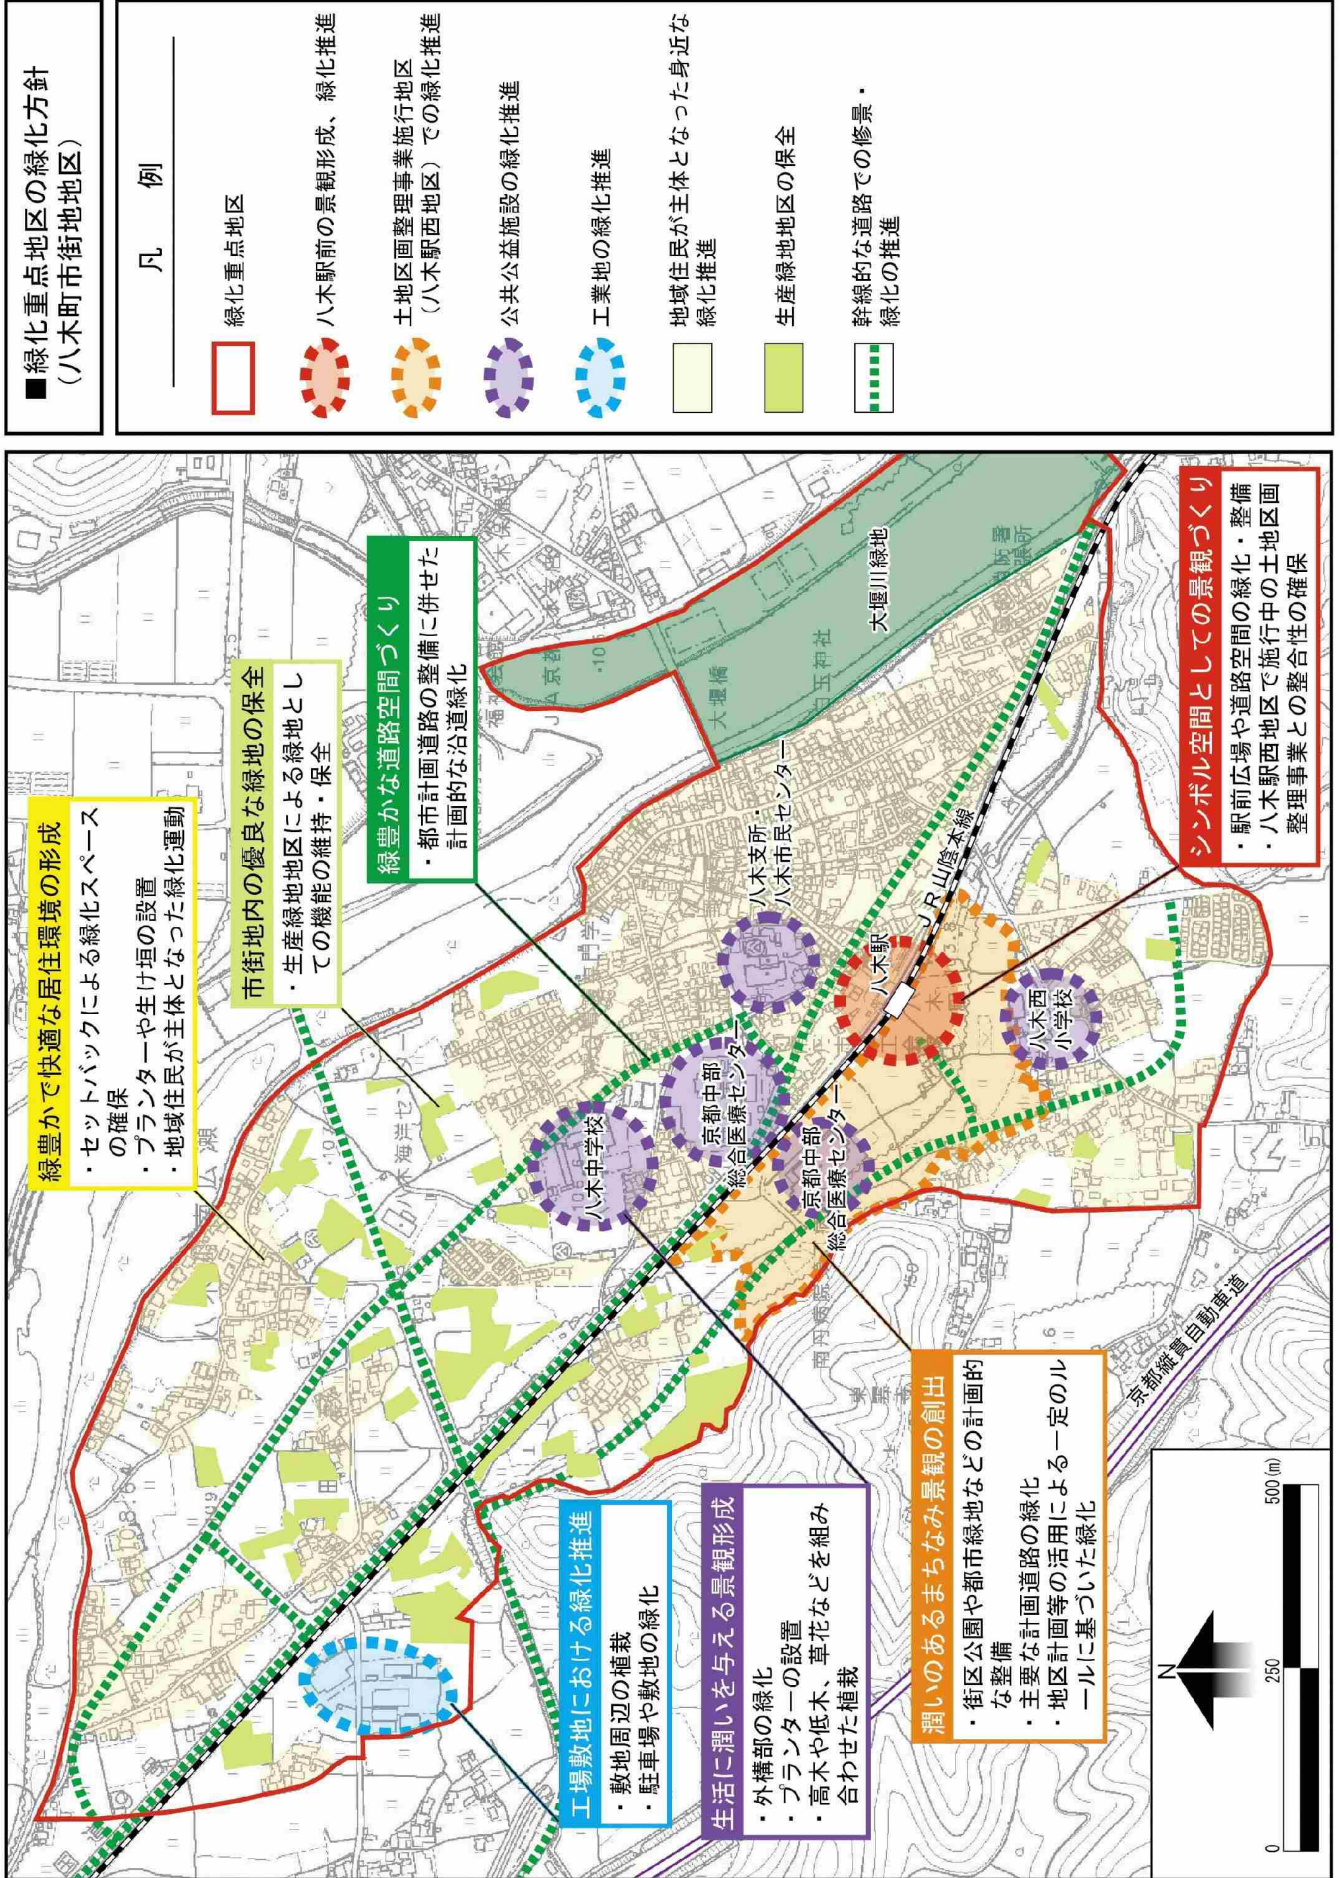 ■緑化重点地区の緑化方針
（八木町市街地地区）
凡　例
緑化重点地区
八木駅前の景観形成、緑化推進
土地区画整理事業施行地区
（八木駅西地区）での緑化推進
公共公益施設の緑化推進
工業地の緑化推進
地域住民が主体となった身近な
緑化推進
生産緑地地区の保全
幹線的な道路での修景・
緑化の推進
緑豊かで快適な居住環境の形成
・セットバックによる緑化スペース
の確保
・プランターや生け垣の設置
・地域住民が主体となった緑化運動
市街地内の優良な緑地の保全
・生産緑地地区による緑地とし
ての機能の維持・保全
緑豊かな道路空間づくり
・都市計画道路の整備に併せた
計画的な沿道緑化
工場敷地における緑化推進
・敷地周辺の植栽
・駐車場や敷地の緑化
生活に潤いを与える景観形成
・外構部の緑化
・プランターの設置
・高木や低木、草花などを組み
合わせた植栽
潤いのあるまちなみ景観の創出
・街区公園や都市緑地などの計画的
な整備
・主要な計画道路の緑化
・地区計画等の活用による一定のル
ールに基づいた緑化
シンボル空間としての景観づくり
・駅前広場や道路空間の緑化・整備
・八木駅西地区で施行中の土地区画
整理事業との整合性の確保
八木中学校
京都中部
総合医療センター
八木支所・
八木市民センター
京都中部
総合医療センター
八木駅
八木西
小学校
JR山陰本線
大堰川緑地
大堰橋
南丹病院
京都縦貫自動車道
N
0
250
500(m)